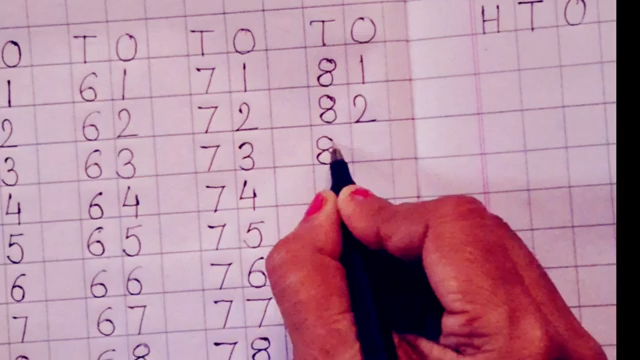 O T O T O T O H T O
1 6 1 7 1 8 1
2 6 2 7 2 8 2
3 6 3 7 3 8
4 6 4 7 4
5 6 5 7 5
6 6 6 7 6
7 6 7 7 7
6 8 7 8